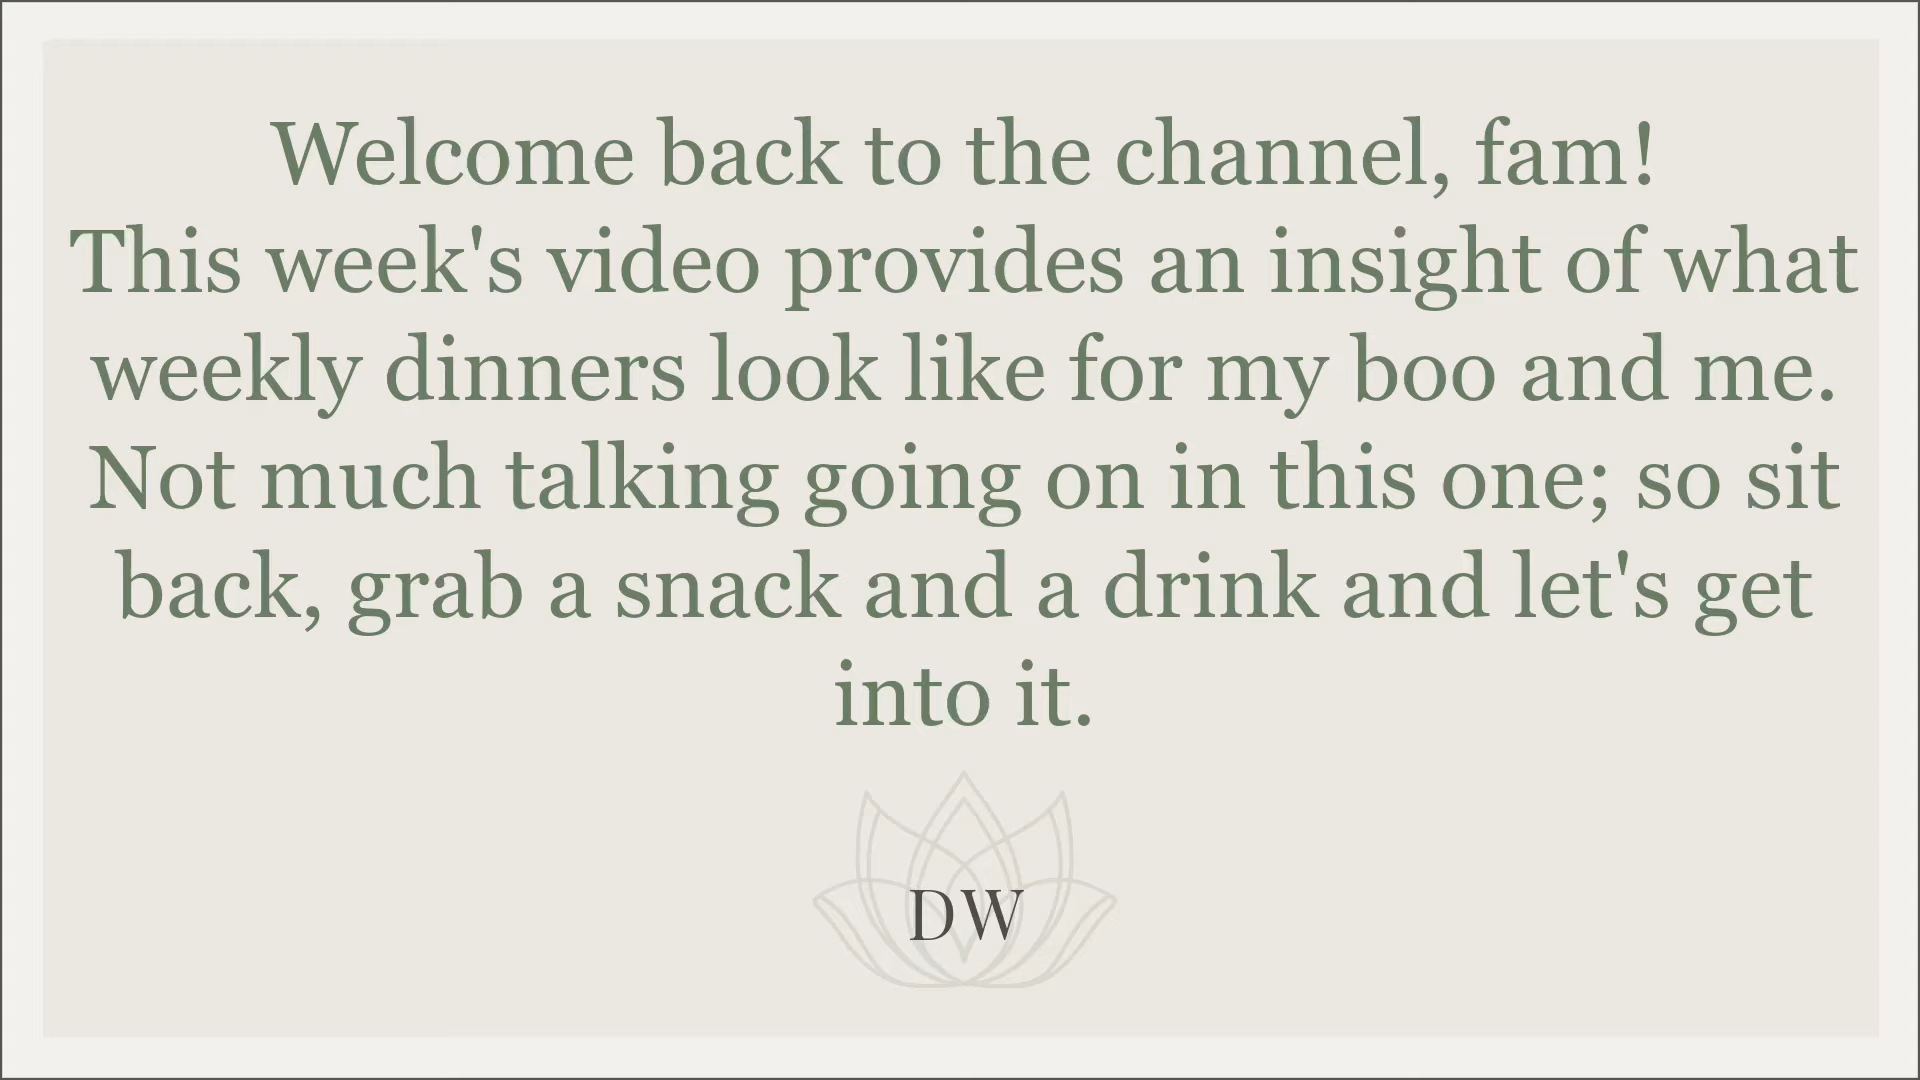 Welcome back to the channel, fam!
This week's video provides an insight of what
weekly dinners look like for my boo and me.
Not much talking going on in this one; so sit
back, grab a snack and a drink and let's get
into it.
DW